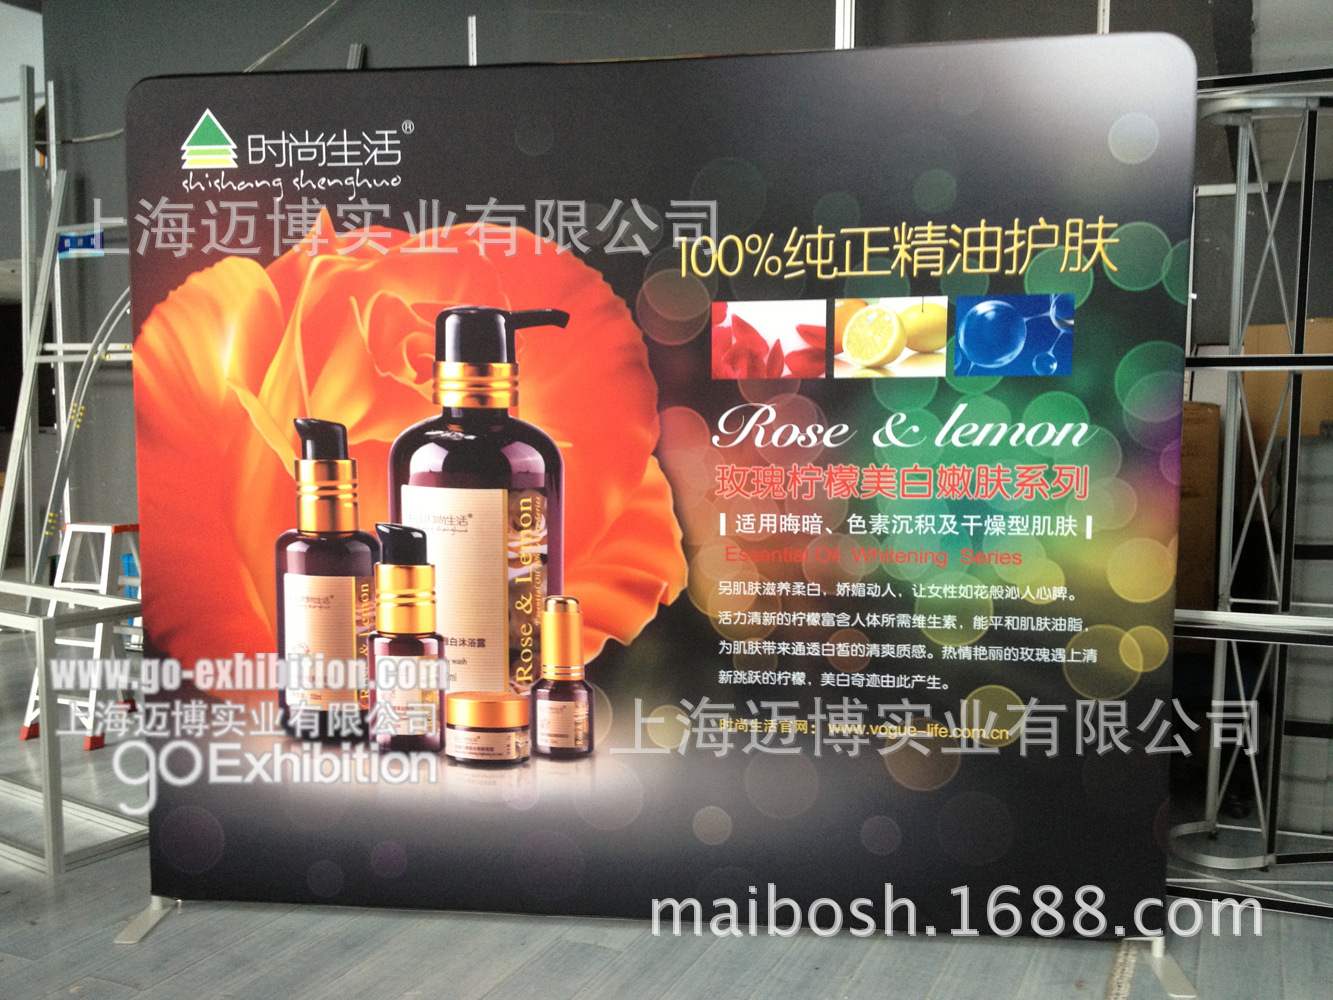 时尚生活®
shishang shenghuo
上海迈博实业有限公司
100%纯正精油护肤
Rose & lemon
玫瑰柠檬美白嫩肤系列
适用晦暗、色素沉积及干燥型肌肤
Essential Oil Whitening Series
另肌肤滋养柔白，娇媚动人，让女性如花般沁人心脾。
活力清新的柠檬富含人体所需维生素，能平和肌肤油脂，
为肌肤带来通透白皙的清爽质感。热情艳丽的玫瑰遇上清
新跳跃的柠檬，美白奇迹由此产生。
时尚生活官网：www.vogue-life.com.cn
上海迈博实业有限公司
Rose & Lemon
白沐浴露
wash
www.go-exhibition.com
上海迈博实业有限公司
goExhibition
maibosh.1688.com